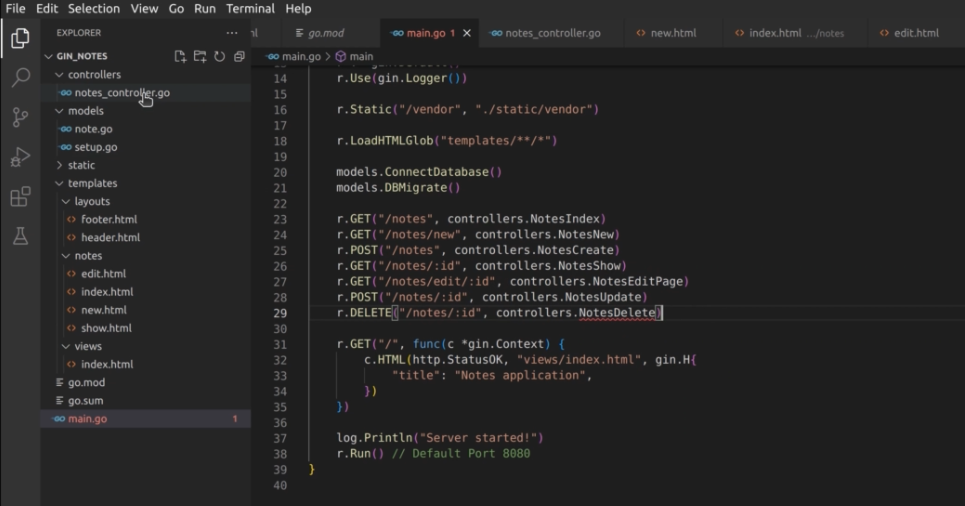 File Edit Selection View Go Run Terminal Help
EXPLORER ...
go.mod
main.go 1
notes_controller.go
new.html
index.html .../notes
edit.html
GIN_NOTES
main.go > main
controllers
notes_controller.go
models
note.go
setup.go
static
templates
layouts
footer.html
header.html
notes
edit.html
index.html
new.html
show.html
views
index.html
go.mod
go.sum
main.go 1
14 r.Use(gin.Logger())
15
16 r.Static("/vendor", "./static/vendor")
17
18 r.LoadHTMLGlob("templates/**/*")
19
20 models.ConnectDatabase()
21 models.DBMigrate()
22
23 r.GET("/notes", controllers.NotesIndex)
24 r.GET("/notes/new", controllers.NotesNew)
25 r.POST("/notes", controllers.NotesCreate)
26 r.GET("/notes/:id", controllers.NotesShow)
27 r.GET("/notes/edit/:id", controllers.NotesEditPage)
28 r.POST("/notes/:id", controllers.NotesUpdate)
29 r.DELETE("/notes/:id", controllers.NotesDelete)
30
31 r.GET("/", func(c *gin.Context) {
32 c.HTML(http.StatusOK, "views/index.html", gin.H{
33 "title": "Notes application",
34 })
35 })
36
37 log.Println("Server started!")
38 r.Run() // Default Port 8080
39 }
40